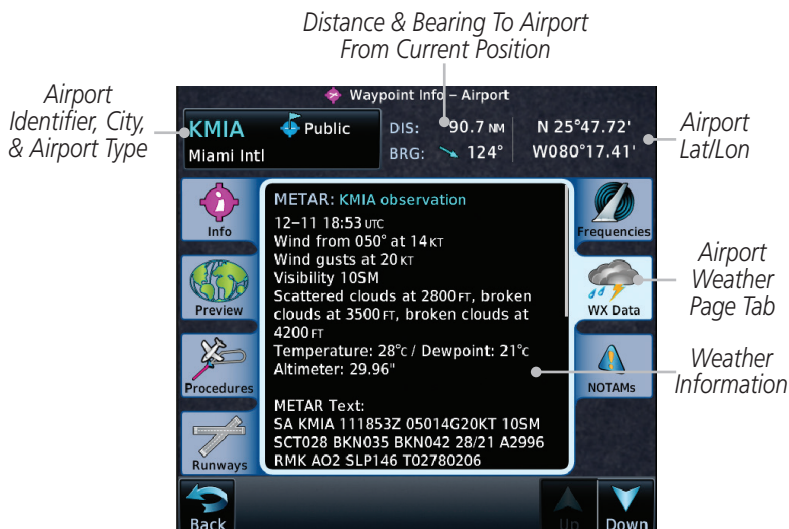 Distance & Bearing To Airport
From Current Position
Airport
Identifier, City,
& Airport Type
Waypoint Info – Airport
KMIA Public
Miami Intl
DIS: 90.7 NM
BRG: 124°
N 25°47.72'
W080°17.41'
Airport
Lat/Lon
Info
Preview
Procedures
Runways
METAR: KMIA observation
12–11 18:53 UTC
Wind from 050° at 14 KT
Wind gusts at 20 KT
Visibility 10SM
Scattered clouds at 2800 FT, broken
clouds at 3500 FT, broken clouds at
4200 FT
Temperature: 28°C / Dewpoint: 21°C
Altimeter: 29.96"
METAR Text:
SA KMIA 111853Z 05014G20KT 10SM
SCT028 BKN035 BKN042 28/21 A2996
RMK AO2 SLP146 T02780206
Frequencies
WX Data
NOTAMs
Airport
Weather
Page Tab
Weather
Information
Back
Up
Down